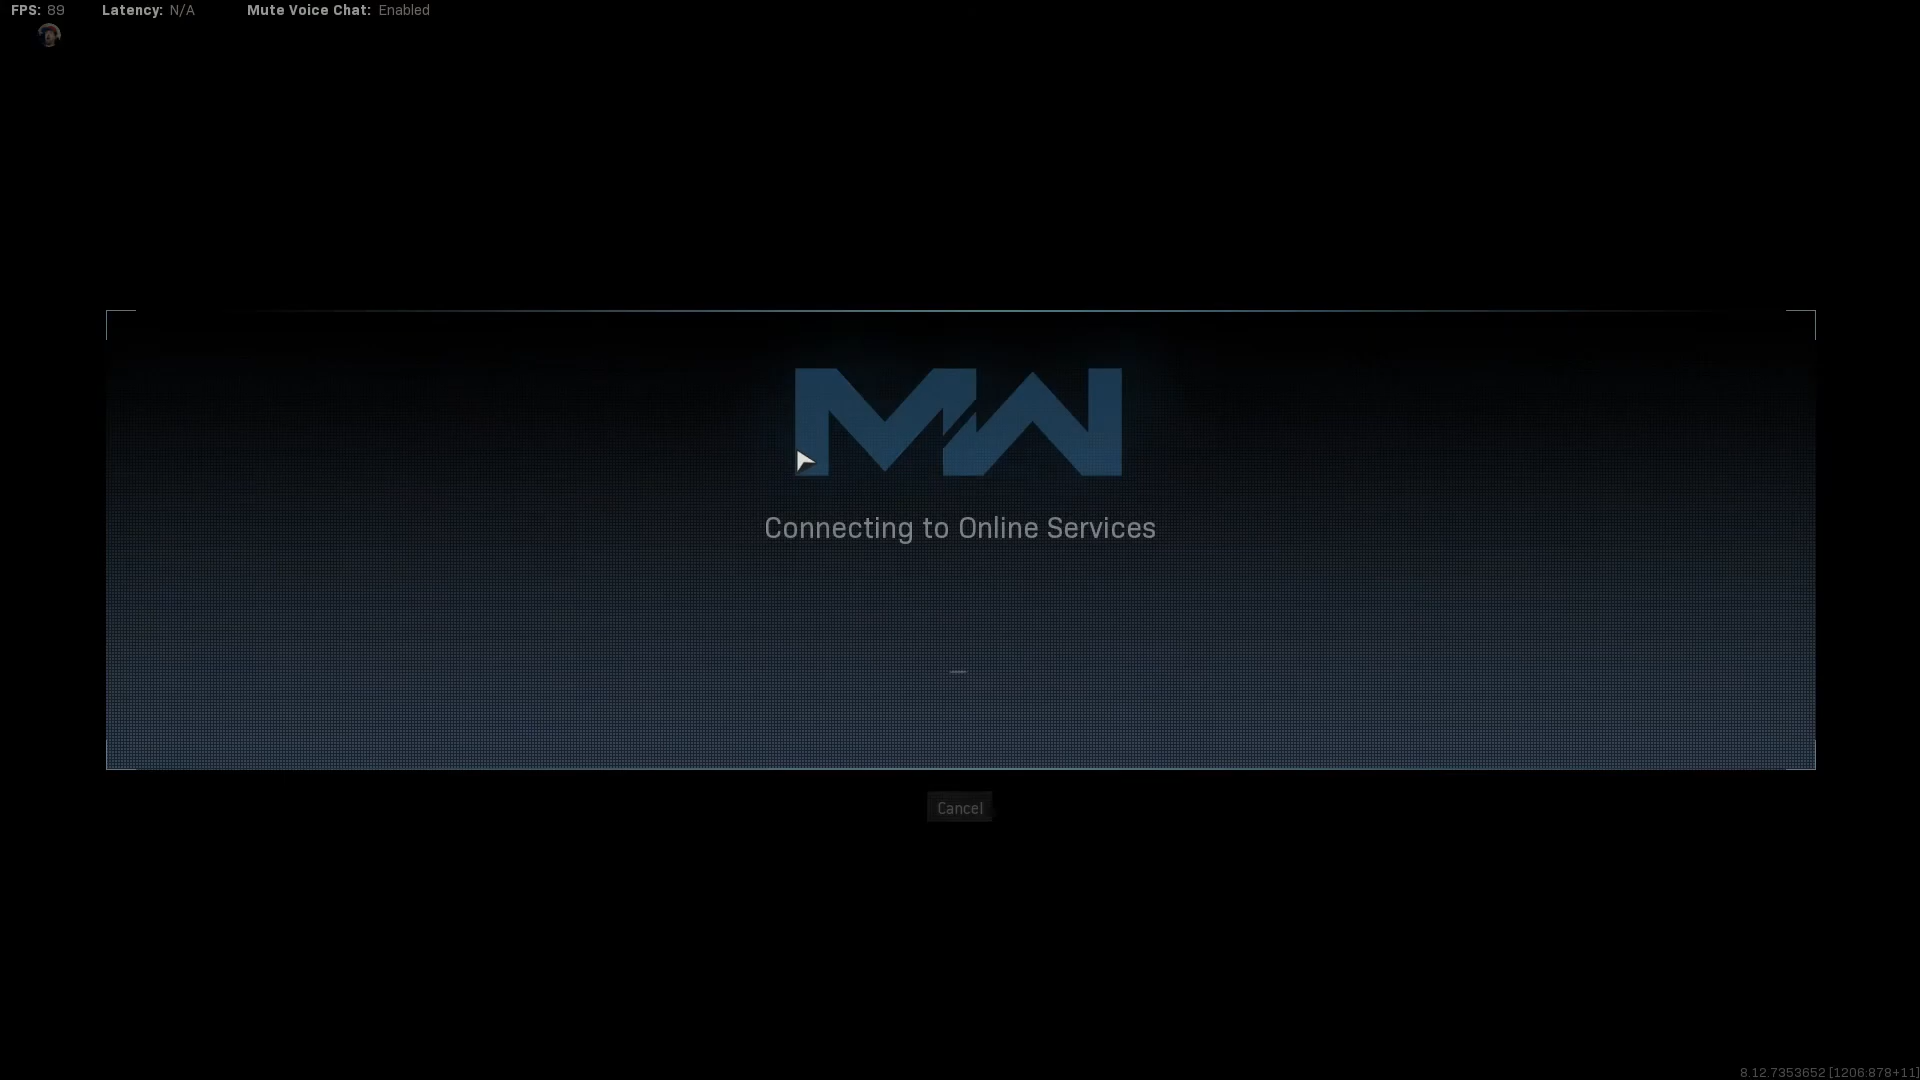 FPS: 89 Latency: N/A Mute Voice Chat: Enabled
MW
Connecting to Online Services
Cancel
8.12.7353652 [1206:878+11]